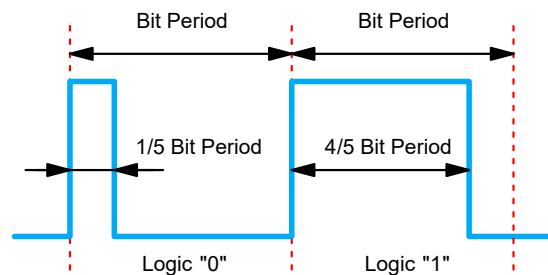 Bit Period
Bit Period
1/5 Bit Period
4/5 Bit Period
Logic "0"
Logic "1"